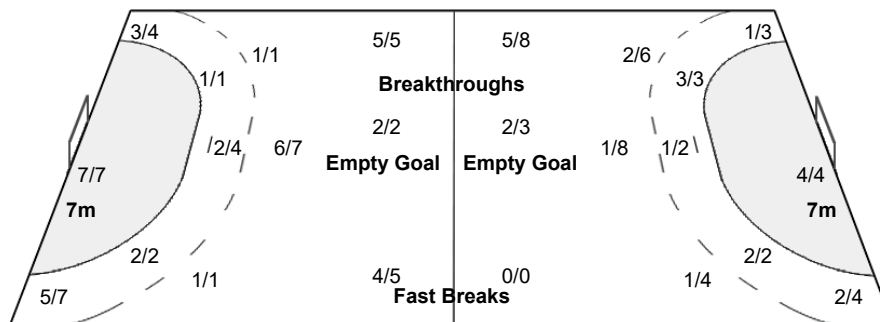 3/4 1/1 5/5 5/8 2/6 1/3
1/1 Breakthroughs 3/3
2/4 6/7 2/2 2/3 1/8 1/2
Empty Goal Empty Goal
7/7 4/4
7m 7m
2/2 2/2
1/1 4/5 0/0 1/4
5/7 Fast Breaks 2/4